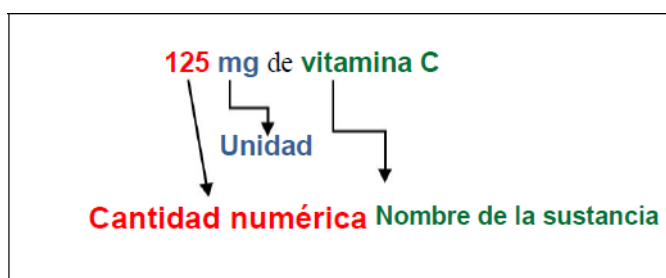 125 mg de vitamina C
Unidad
Cantidad numérica Nombre de la sustancia